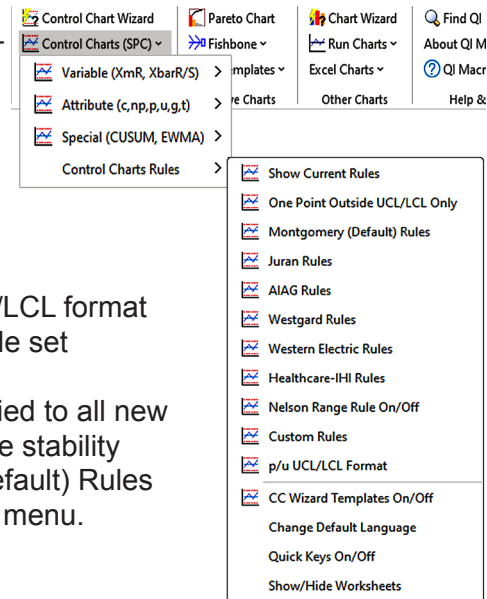 Control Chart Wizard
Pareto Chart
Chart Wizard
Find QI
Control Charts (SPC)
Fishbone
Run Charts
About QI M
Variable (XmR, XbarR/S) >
mplates
Excel Charts
QI Macr
Attribute (c,np,p,u,g,t) >
ve Charts
Other Charts
Help &
Special (CUSUM, EWMA) >
Control Charts Rules >
Show Current Rules
One Point Outside UCL/LCL Only
Montgomery (Default) Rules
Juran Rules
/LCL format
AIAG Rules
le set
Westgard Rules
Western Electric Rules
ied to all new
Healthcare-IHI Rules
e stability
Nelson Range Rule On/Off
efault) Rules
Custom Rules
menu.
p/u UCL/LCL Format
CC Wizard Templates On/Off
Change Default Language
Quick Keys On/Off
Show/Hide Worksheets